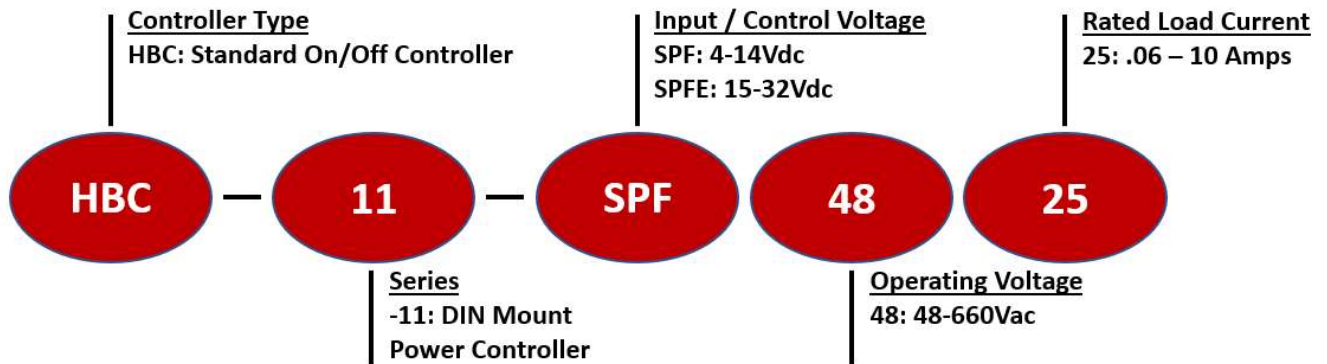 Controller Type
HBC: Standard On/Off Controller
Input / Control Voltage
SPF: 4-14Vdc
SPFE: 15-32Vdc
Rated Load Current
25: .06 – 10 Amps
HBC — 11 — SPF 48 25
Series
-11: DIN Mount
Power Controller
Operating Voltage
48: 48-660Vac